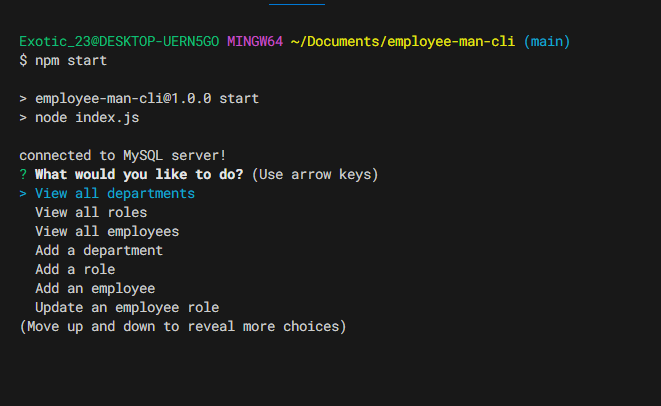 Exotic_23@DESKTOP-UERN5GO MINGW64 ~/Documents/employee-man-cli (main)
$ npm start
> employee-man-cli@1.0.0 start
> node index.js
connected to MySQL server!
? What would you like to do? (Use arrow keys)
> View all departments
View all roles
View all employees
Add a department
Add a role
Add an employee
Update an employee role
(Move up and down to reveal more choices)